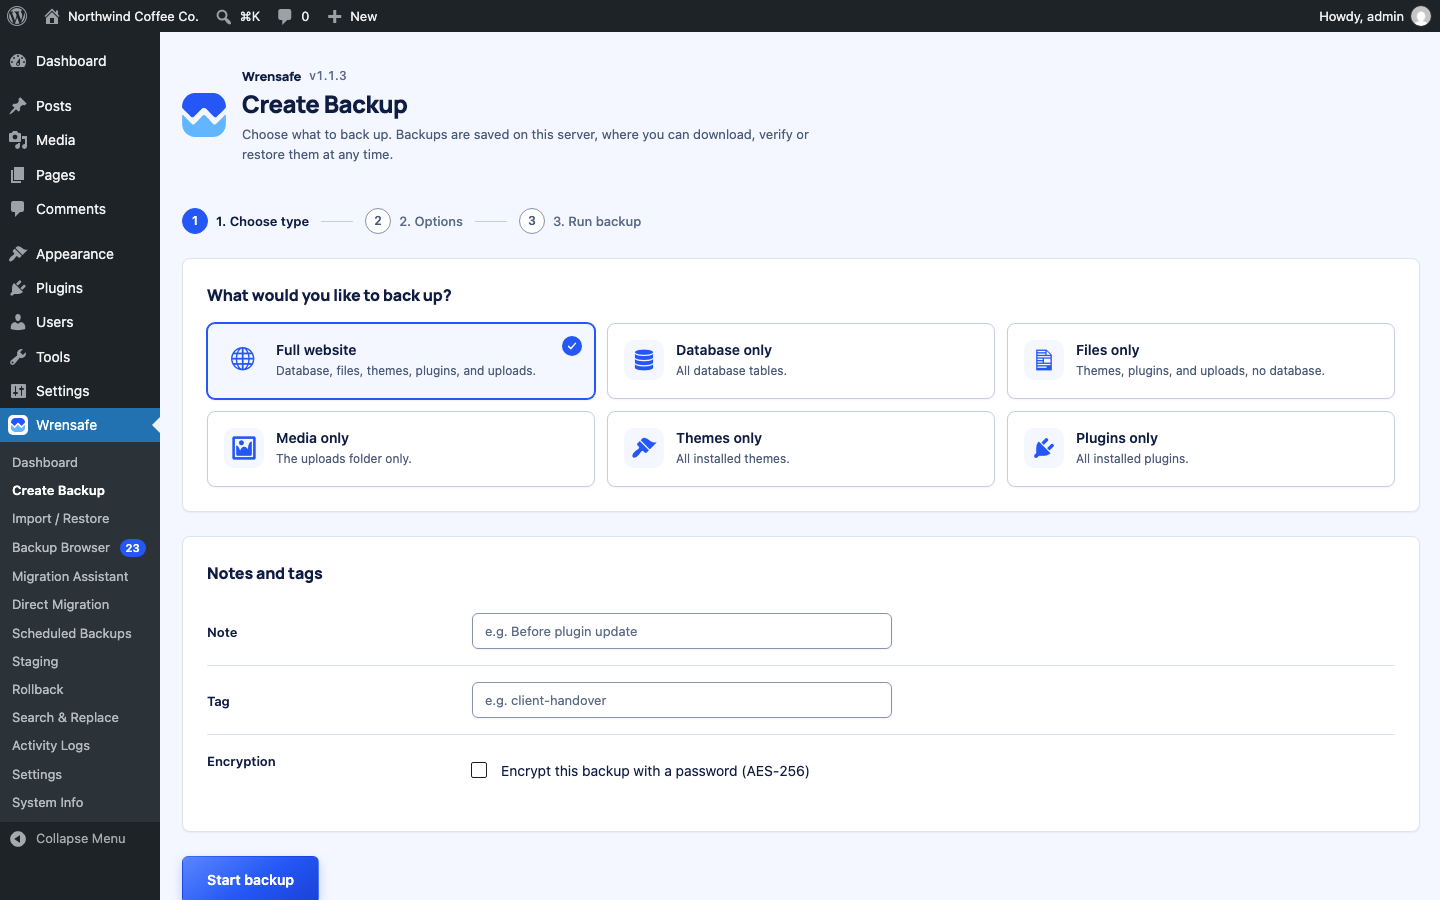 Northwind Coffee Co.
⌘K
0
New
Howdy, admin
Dashboard
Posts
Media
Pages
Comments
Appearance
Plugins
Users
Tools
Settings
Wrensafe
Dashboard
Create Backup
Import / Restore
Backup Browser 23
Migration Assistant
Direct Migration
Scheduled Backups
Staging
Rollback
Search & Replace
Activity Logs
Settings
System Info
Collapse Menu
Wrensafe v1.1.3
Create Backup
Choose what to back up. Backups are saved on this server, where you can download, verify or
restore them at any time.
1 1. Choose type
2 2. Options
3 3. Run backup
What would you like to back up?
Full website
Database, files, themes, plugins, and uploads.
Database only
All database tables.
Files only
Themes, plugins, and uploads, no database.
Media only
The uploads folder only.
Themes only
All installed themes.
Plugins only
All installed plugins.
Notes and tags
Note
e.g. Before plugin update
Tag
e.g. client-handover
Encryption
Encrypt this backup with a password (AES-256)
Start backup